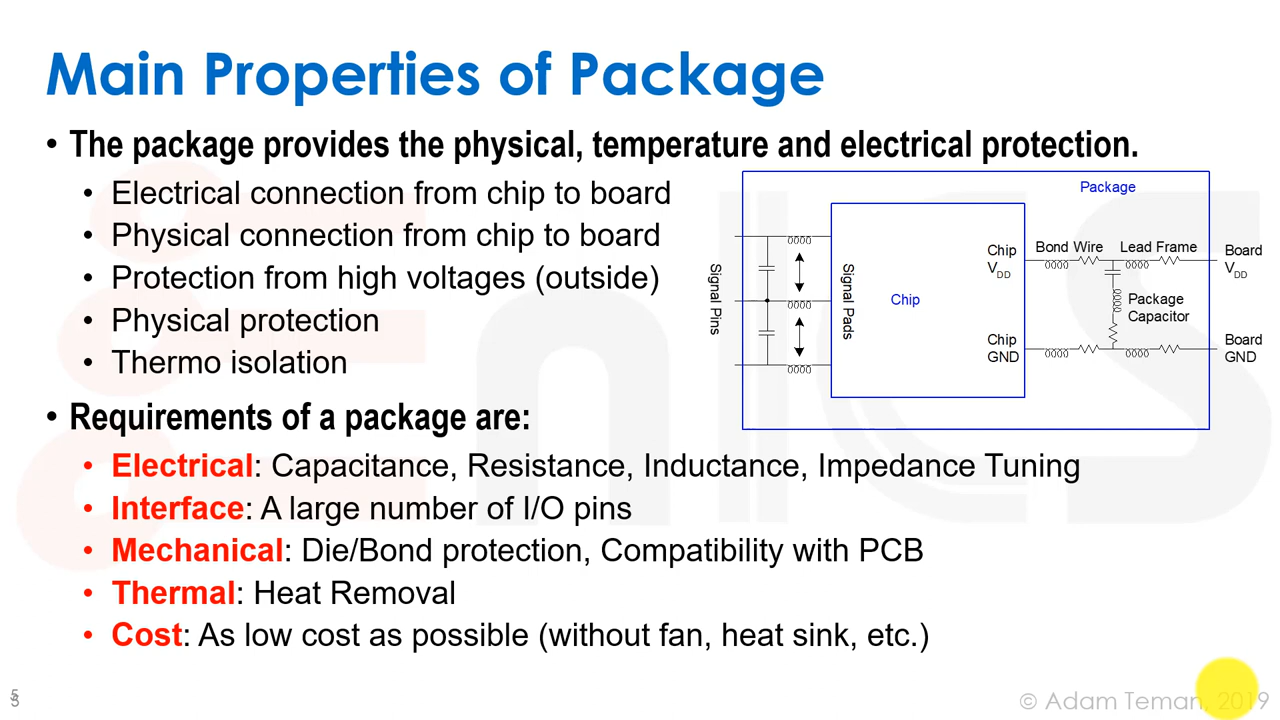 Main Properties of Package
• The package provides the physical, temperature and electrical protection.
• Electrical connection from chip to board
• Physical connection from chip to board
• Protection from high voltages (outside)
• Physical protection
• Thermo isolation
Package
Signal Pins
Signal Pads
Chip
Chip
VDD
Bond Wire
Lead Frame
Board
VDD
Package
Capacitor
Chip
GND
Board
GND
• Requirements of a package are:
• Electrical: Capacitance, Resistance, Inductance, Impedance Tuning
• Interface: A large number of I/O pins
• Mechanical: Die/Bond protection, Compatibility with PCB
• Thermal: Heat Removal
• Cost: As low cost as possible (without fan, heat sink, etc.)
5
© Adam Teman, 2019